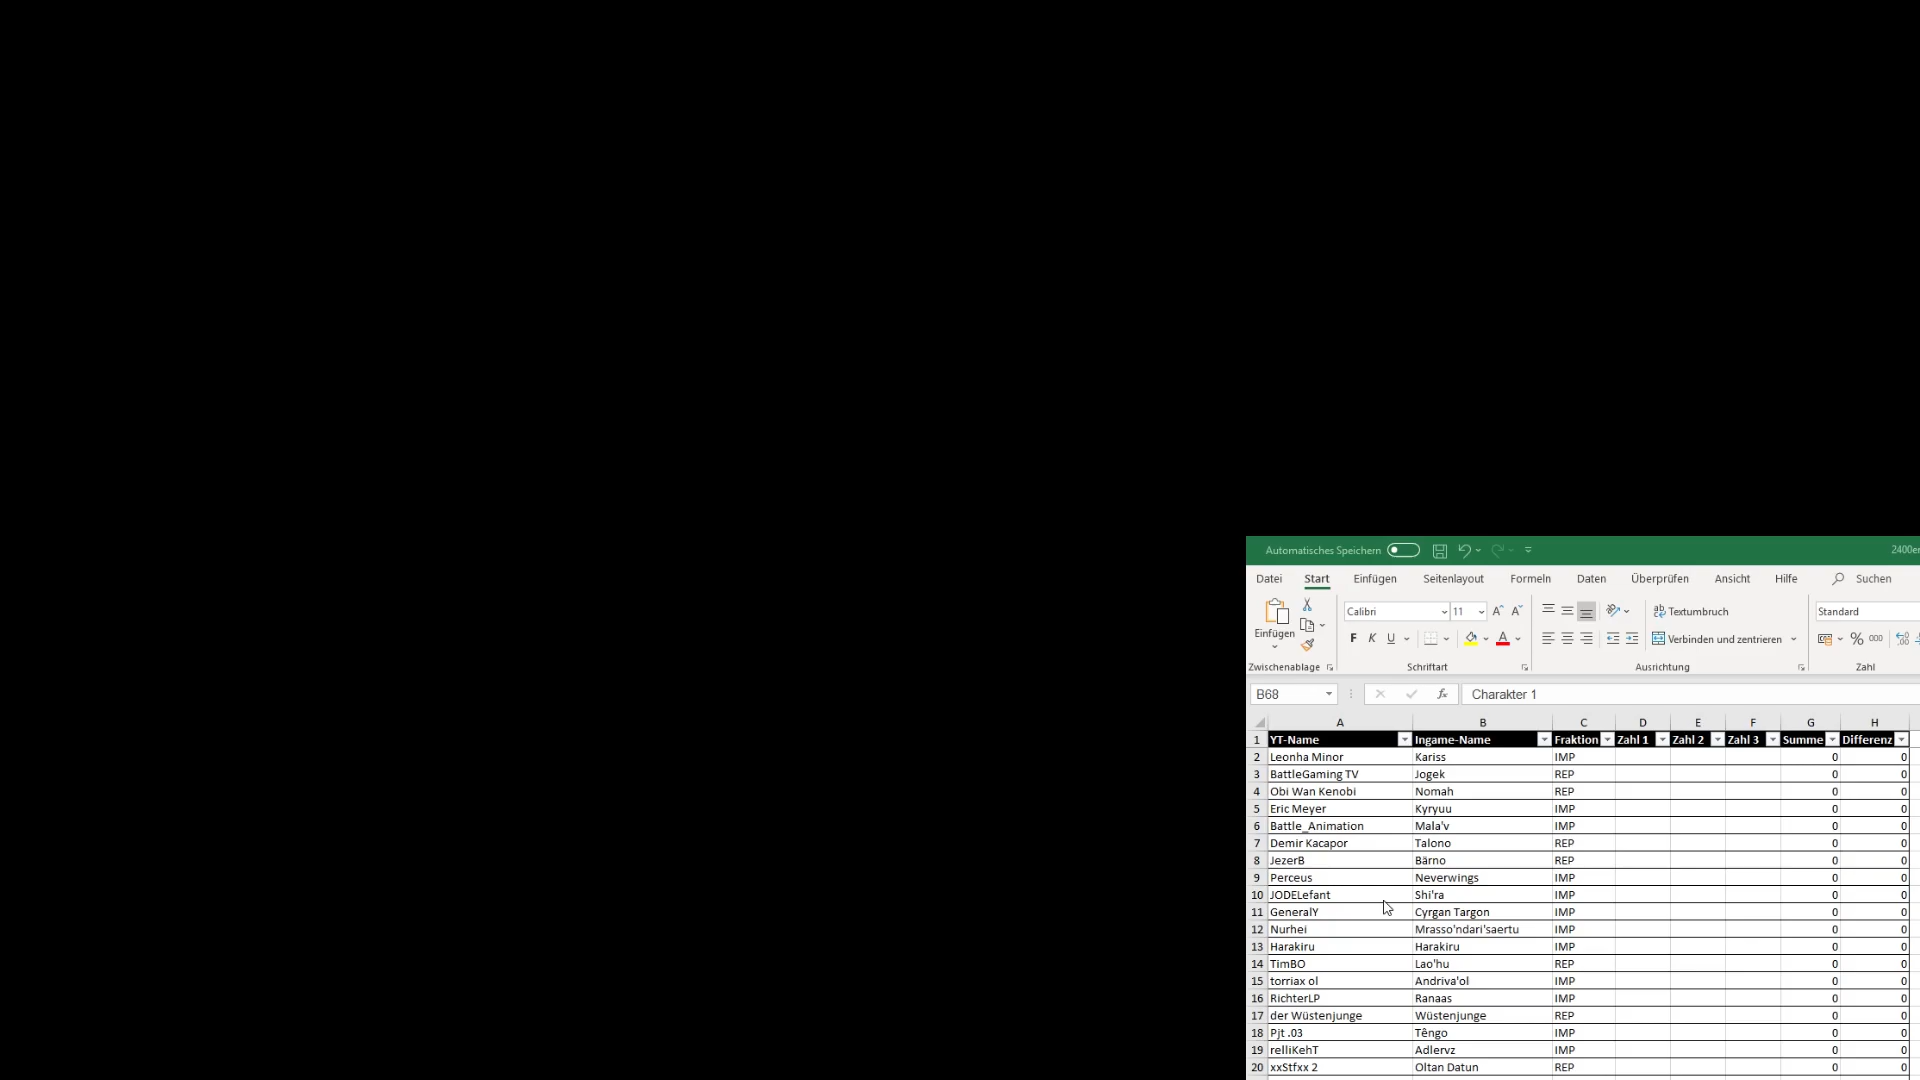 Automatisches Speichern 2400er
Datei Start Einfügen Seitenlayout Formeln Daten Überprüfen Ansicht Hilfe Suchen
Einfügen Calibri 11 A A ab Textumbruch Standard
F K U A Verbinden und zentrieren % 000
Zwischenablage Schriftart Ausrichtung Zahl
B68 fx Charakter 1
A B C D E F G H
1 YT-Name Ingame-Name Fraktion Zahl 1 Zahl 2 Zahl 3 Summe Differenz
2 Leonha Minor Kariss IMP 0 0
3 BattleGaming TV Jogek REP 0 0
4 Obi Wan Kenobi Nomah REP 0 0
5 Eric Meyer Kyryuu IMP 0 0
6 Battle_Animation Mala'v IMP 0 0
7 Demir Kacapor Talono REP 0 0
8 JezerB Bärno REP 0 0
9 Perceus Neverwings IMP 0 0
10 JODELefant Shi'ra IMP 0 0
11 GeneralY Cyrgan Targon IMP 0 0
12 Nurhei Mrasso'ndari'saertu IMP 0 0
13 Harakiru Harakiru IMP 0 0
14 TimBO Lao'hu REP 0 0
15 torriax ol Andriva'ol IMP 0 0
16 RichterLP Ranaas IMP 0 0
17 der Wüstenjunge Wüstenjunge REP 0 0
18 Pjt .03 Têngo IMP 0 0
19 relliKehT Adlervz IMP 0 0
20 xxStfxx 2 Oltan Datun REP 0 0